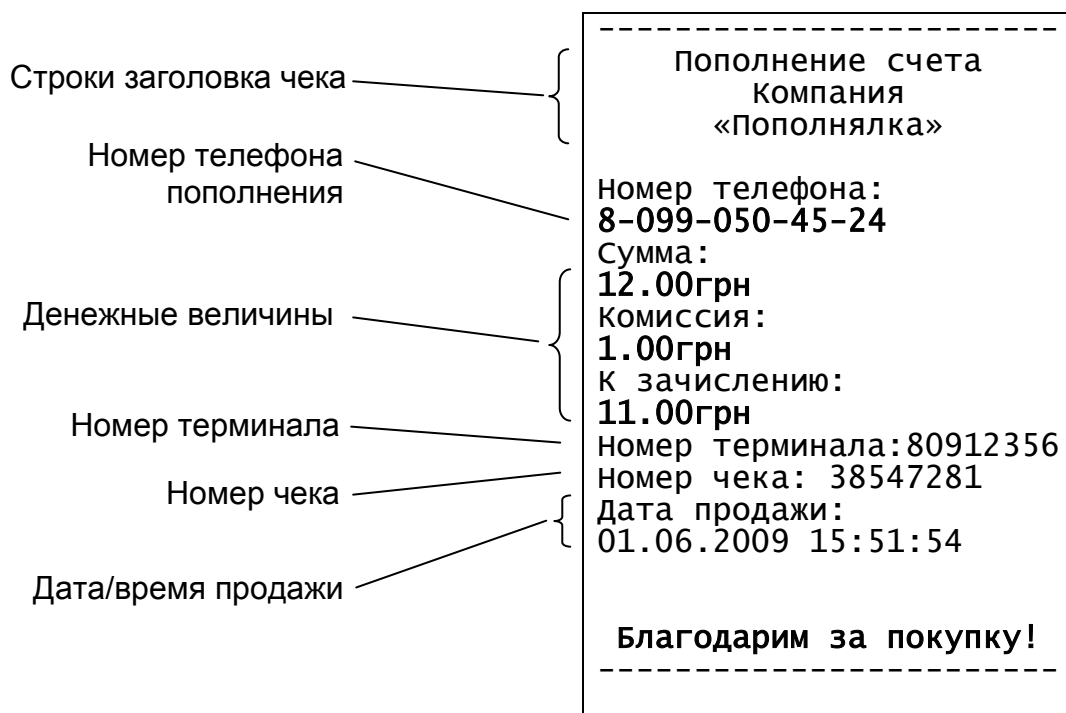 Строки заголовка чека
Номер телефона
пополнения
Денежные величины
Номер терминала
Номер чека
Дата/время продажи
-------------------------
Пополнение счета
Компания
«Пополнялка»
Номер телефона:
8-099-050-45-24
Сумма:
12.00грн
Комиссия:
1.00грн
К зачислению:
11.00грн
Номер терминала:80912356
Номер чека: 38547281
Дата продажи:
01.06.2009 15:51:54
Благодарим за покупку!
-------------------------